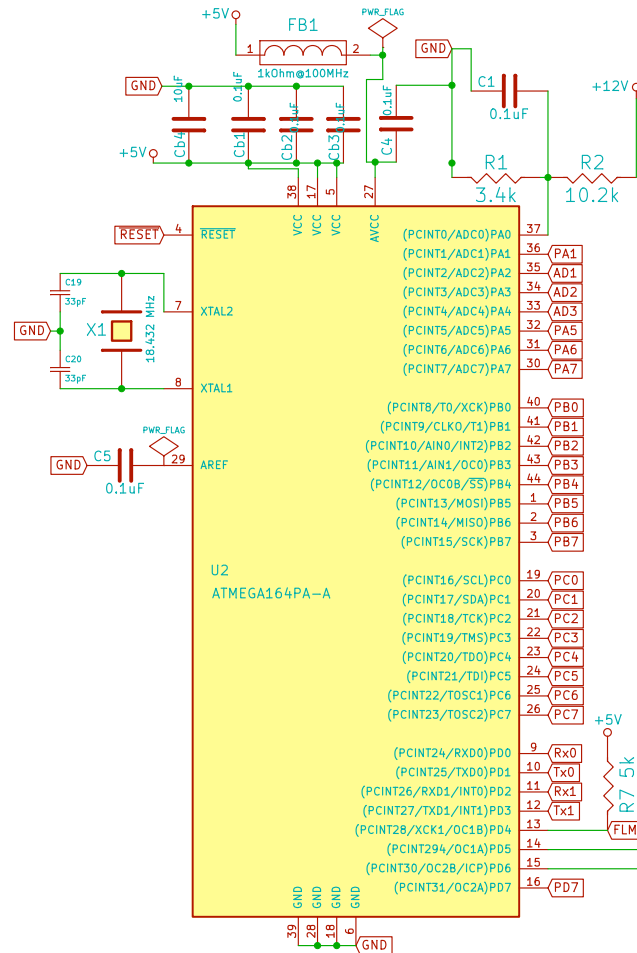 +5V
FB1
PWR_FLAG
1 2
1kOhm@100MHz
GND
C1
0.1uF
+12V
GND
10uF
0.1uF
0.1uF
0.1uF
0.1uF
Cb4
Cb1
Cb2
Cb3
C4
+5V
R1
3.4k
R2
10.2k
38
17
5
27
VCC
VCC
VCC
AVCC
RESET 4 RESET
(PCINT0/ADC0)PA0 37
(PCINT1/ADC1)PA1 36 PA1
(PCINT2/ADC2)PA2 35 AD1
(PCINT3/ADC3)PA3 34 AD2
(PCINT4/ADC4)PA4 33 AD3
(PCINT5/ADC5)PA5 32 PA5
(PCINT6/ADC6)PA6 31 PA6
(PCINT7/ADC7)PA7 30 PA7
C19
33pF
GND
X1
18.432 MHz
C20
33pF
7 XTAL2
8 XTAL1
(PCINT8/T0/XCK)PB0 40 PB0
(PCINT9/CLKO/T1)PB1 41 PB1
(PCINT10/AIN0/INT2)PB2 42 PB2
(PCINT11/AIN1/OC0)PB3 43 PB3
(PCINT12/OC0B/SS)PB4 44 PB4
(PCINT13/MOSI)PB5 1 PB5
(PCINT14/MISO)PB6 2 PB6
(PCINT15/SCK)PB7 3 PB7
PWR_FLAG
GND
C5
0.1uF
29 AREF
U2
ATMEGA164PA-A
(PCINT16/SCL)PC0 19 PC0
(PCINT17/SDA)PC1 20 PC1
(PCINT18/TCK)PC2 21 PC2
(PCINT19/TMS)PC3 22 PC3
(PCINT20/TDO)PC4 23 PC4
(PCINT21/TDI)PC5 24 PC5
(PCINT22/TOSC1)PC6 25 PC6
(PCINT23/TOSC2)PC7 26 PC7
+5V
R7 5k
(PCINT24/RXD0)PD0 9 Rx0
(PCINT25/TXD0)PD1 10 Tx0
(PCINT26/RXD1/INT0)PD2 11 Rx1
(PCINT27/TXD1/INT1)PD3 12 Tx1
(PCINT28/XCK1/OC1B)PD4 13 FLM
(PCINT294/OC1A)PD5 14
(PCINT30/OC2B/ICP)PD6 15
(PCINT31/OC2A)PD7 16 PD7
GND
GND
GND
GND
39
28
18
6
GND